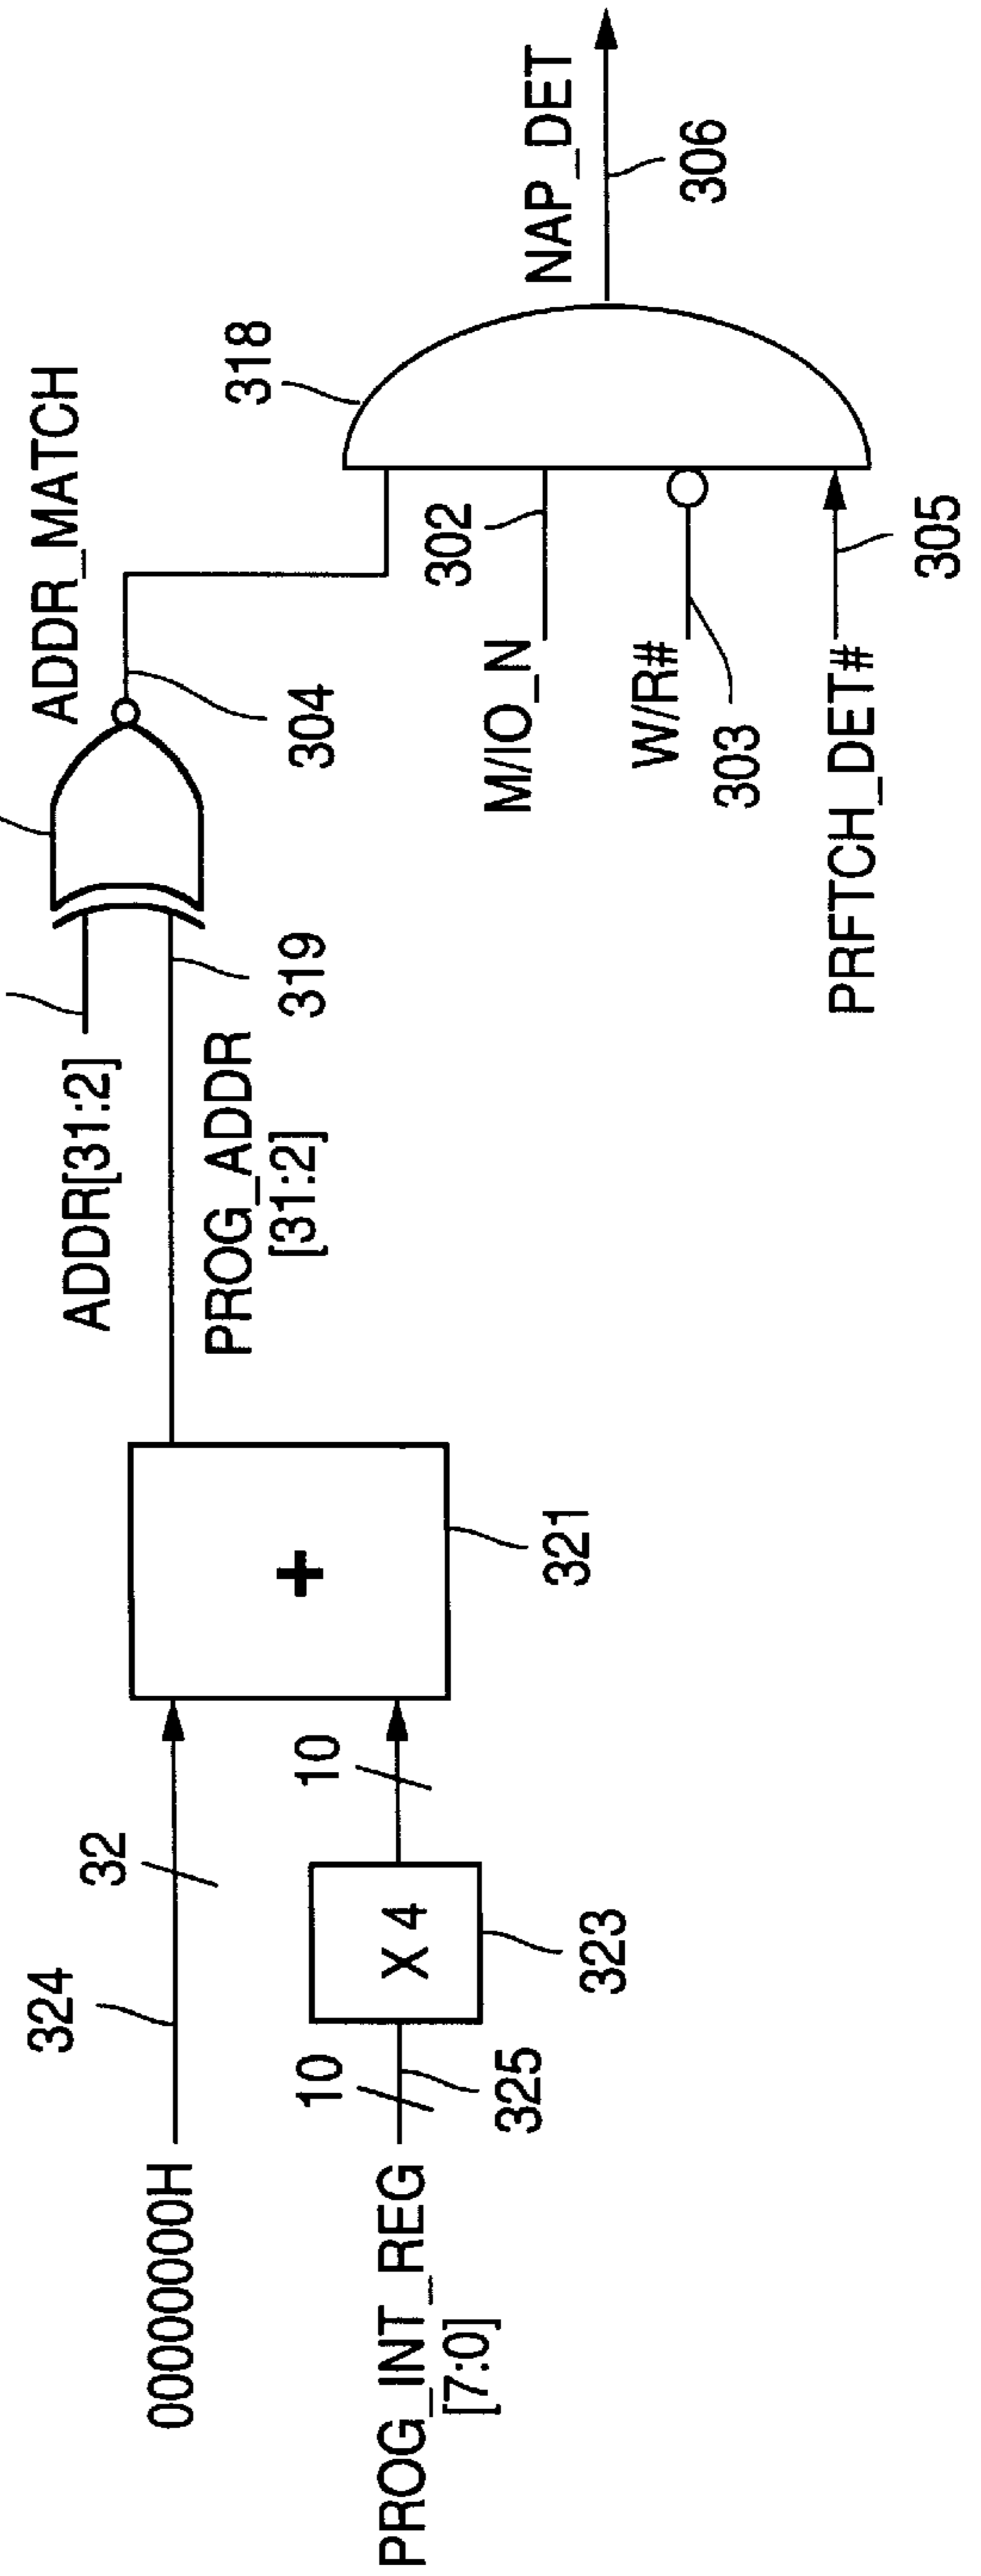 324
32
0000000H
PROG_INT_REG
[7:0]
10
325
X 4
323
10
+
321
ADDR[31:2]
PROG_ADDR
[31:2]
319
ADDR_MATCH
304
M/IO_N
302
W/R#
303
PRFTCH_DET#
305
318
NAP_DET
306